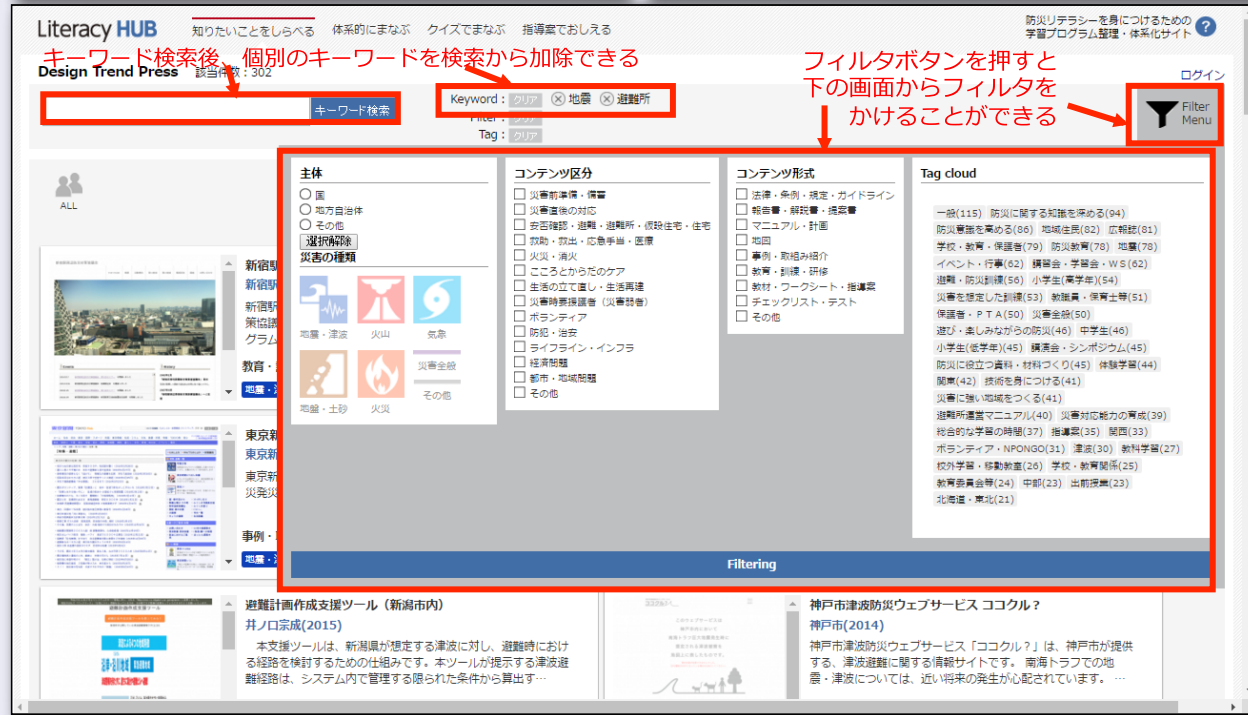 Literacy HUB
知りたいことをしらべる 体系的にまなぶ クイズでまなぶ 指導案でおしえる
防災リテラシーを身につけるための
学習プログラム整理・体系化サイト ?
キーワード検索後、個別のキーワードを検索から加除できる
Design Trend Press 該当件数：302
ログイン
フィルタボタンを押すと
下の画面からフィルタを
かけることができる
キーワード検索
Keyword： クリア 地震 避難所
Filter： クリア
Tag： クリア
Filter
Menu
ALL
主体
国
地方自治体
その他
選択解除
災害の種類
地震・津波 火山 気象
地盤・土砂 火災 災害全般
その他
コンテンツ区分
災害前準備・備蓄
災害直後の対応
安否確認・避難・避難所・仮設住宅・住宅
救助・救出・応急手当・医療
火災・消火
こころとからだのケア
生活の立て直し・生活再建
災害時要援護者（災害弱者）
ボランティア
防犯・治安
ライフライン・インフラ
経済問題
都市・地域問題
その他
コンテンツ形式
法律・条例・規定・ガイドライン
報告書・解説書・提案書
マニュアル・計画
地図
事例・取組み紹介
教育・訓練・研修
教材・ワークシート・指導案
チェックリスト・テスト
その他
Tag cloud
一般(115) 防災に関する知識を深める(94)
防災意識を高める(86) 地域住民(82) 広報誌(81)
学校・教育・保護者(79) 防災教育(78) 地震(78)
イベント・行事(62) 講習会・学習会・ＷＳ(62)
避難・防災訓練(56) 小学生(高学年)(54)
災害を想定した訓練(53) 教職員・保育士等(51)
保護者・ＰＴＡ(50) 災害全般(50)
遊び・楽しみながらの防災(46) 中学生(46)
小学生(低学年)(45) 講演会・シンポジウム(45)
防災に役立つ資料・材料づくり(45) 体験学習(44)
関東(42) 技術を身につける(41)
災害に強い地域をつくる(41)
避難所運営マニュアル(40) 災害対応能力の育成(39)
総合的な学習の時間(37) 指導案(35) 関西(33)
ボランティア・NPONGO(31) 津波(30) 教科学習(27)
校外学習・移動教室(26) 学校・教育関係(25)
教育委員会等(24) 中部(23) 出前授業(23)
北海道・東北(21)
Filtering
新宿駅
新宿駅
新宿駅
策協議
グラム
教育・
地震・
東京新
東京新
東京新
災発災
事例・
地震・
避難計画作成支援ツール（新潟市内）
井ノ口宗成(2015)
本支援ツールは、新潟県が想定する津波に対し、避難時におけ
る経路を検討するための仕組みです。本ツールが提示する津波避
難経路は、システム内で管理する限られた条件から算出す…
神戸市津波防災ウェブサービス ココクル？
神戸市(2014)
神戸市津波防災ウェブサービス「ココクル？」は、神戸市が提供
する、津波避難に関する情報サイトです。 南海トラフでの地
震・津波については、近い将来の発生が心配されています。 …